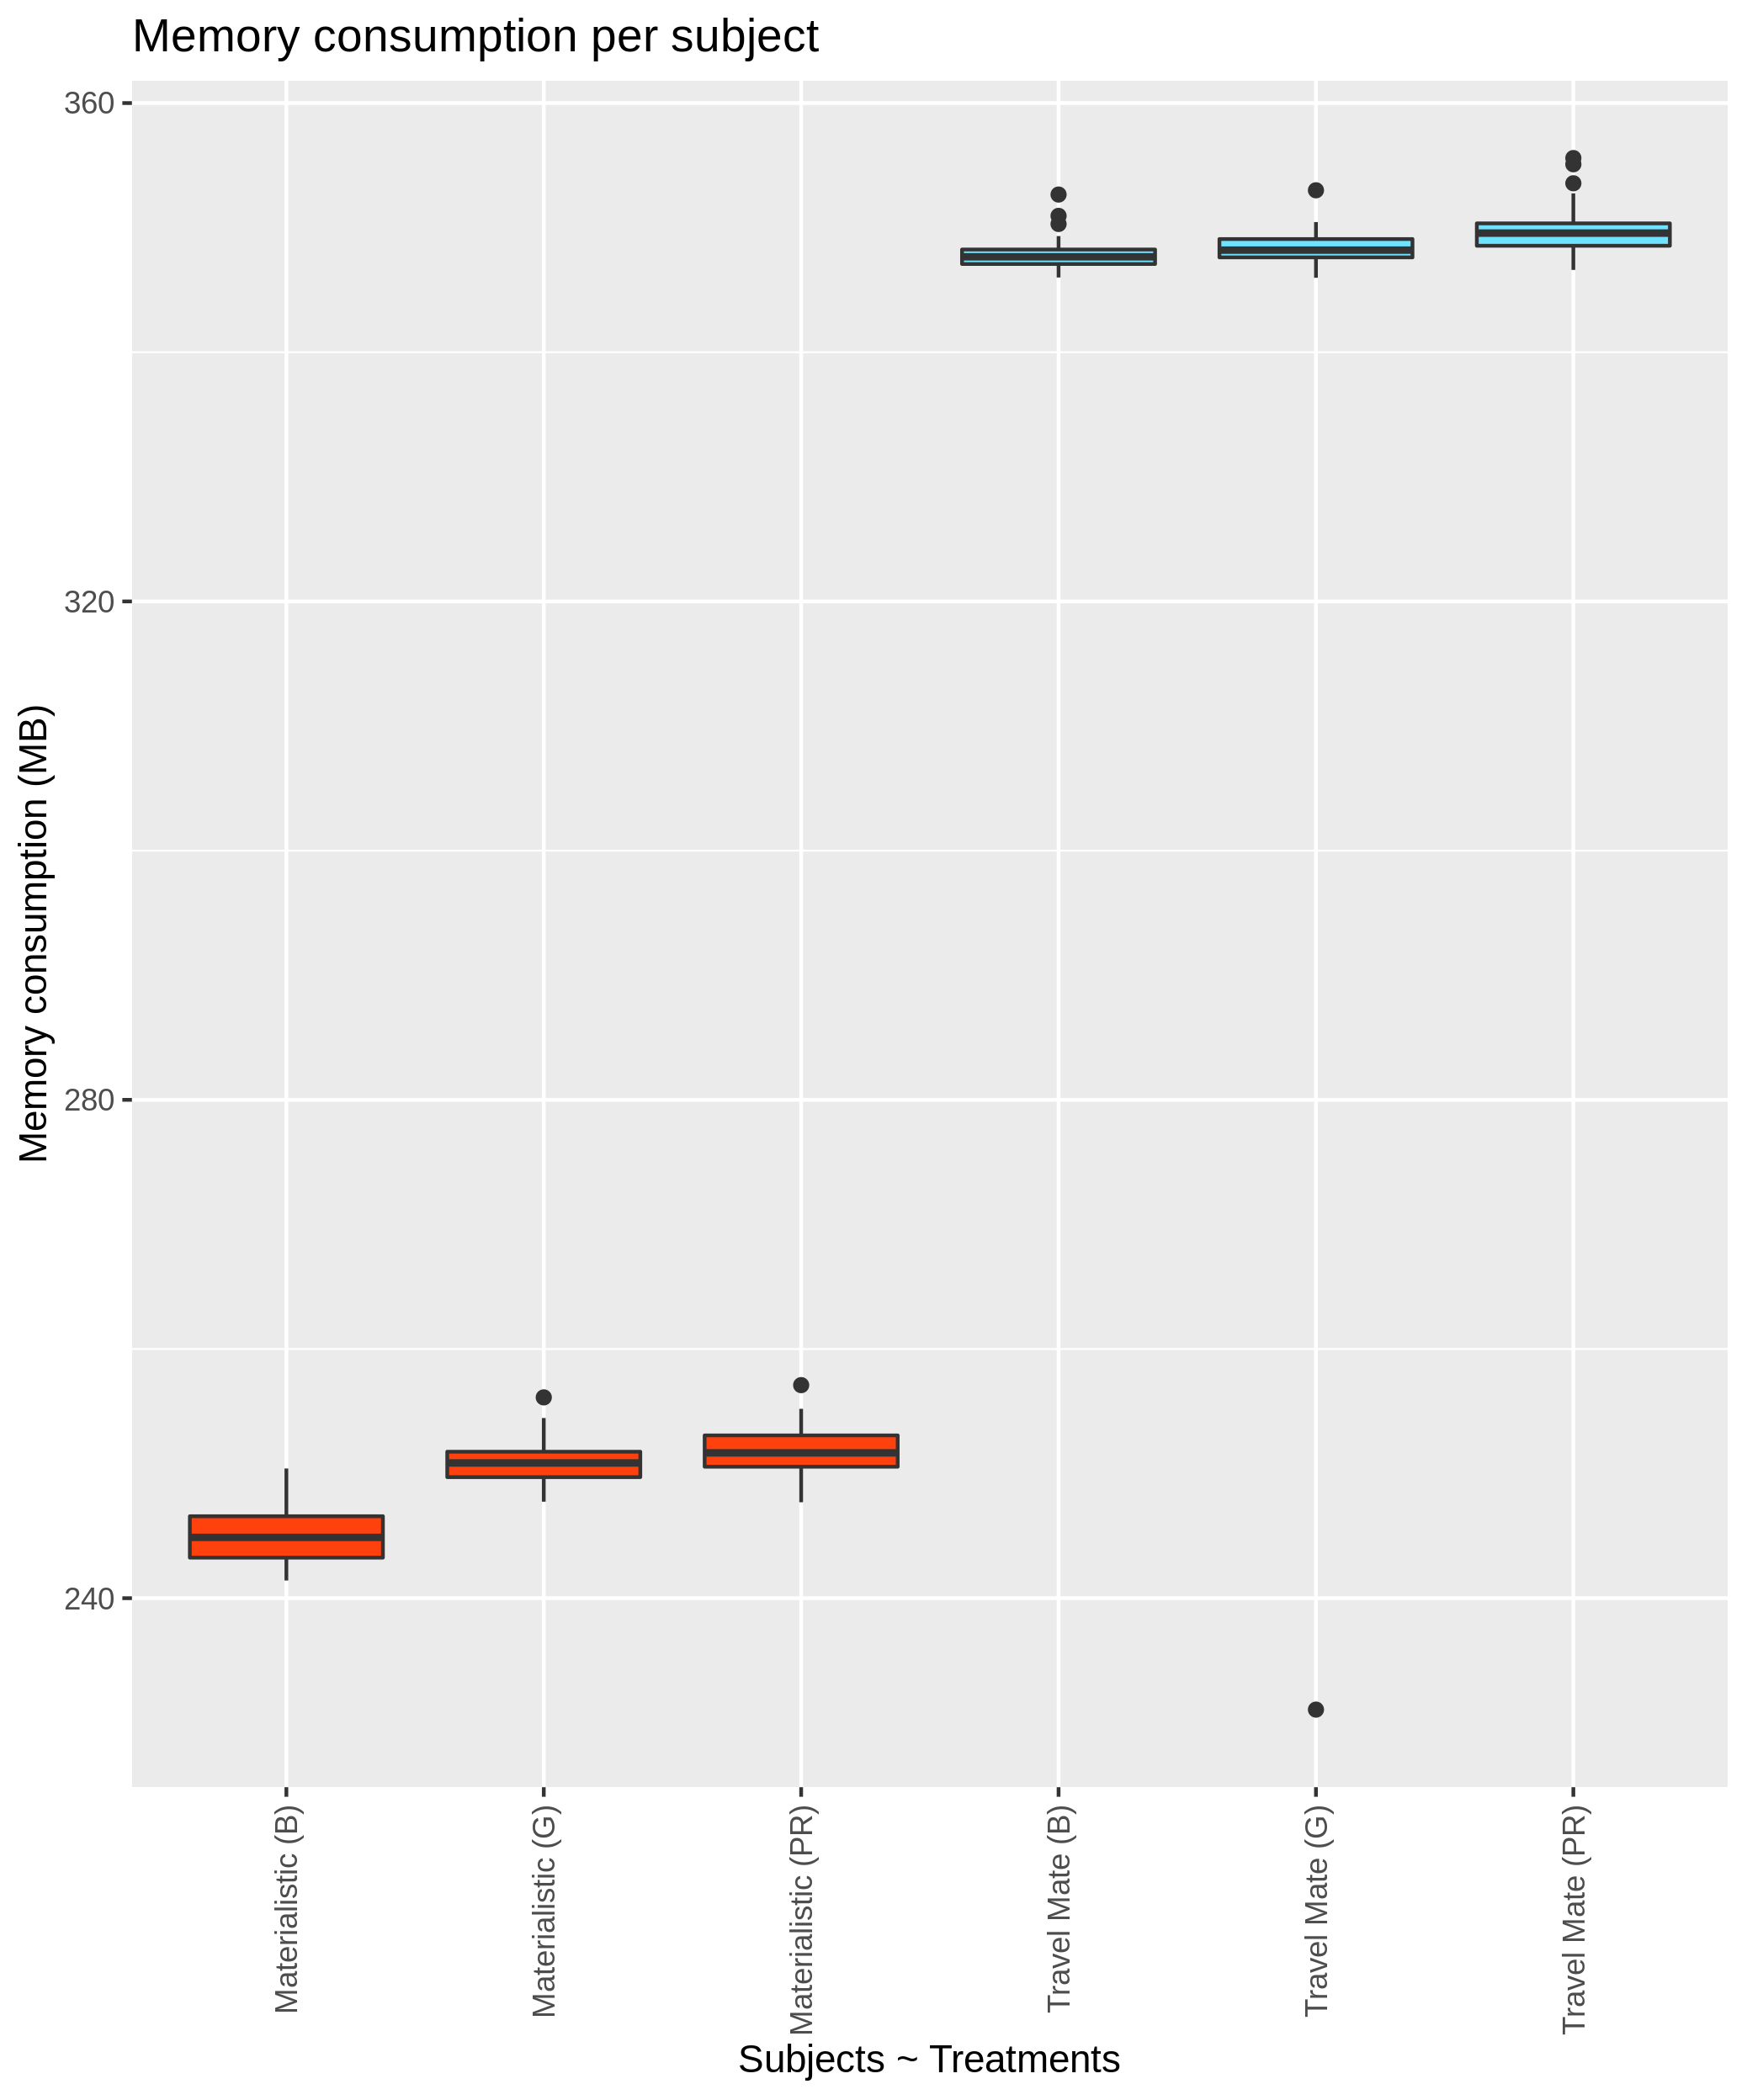 Memory consumption per subject
Memory consumption (MB)
360
320
280
240
Materialistic (B)
Materialistic (G)
Materialistic (PR)
Travel Mate (B)
Travel Mate (G)
Travel Mate (PR)
Subjects ~ Treatments